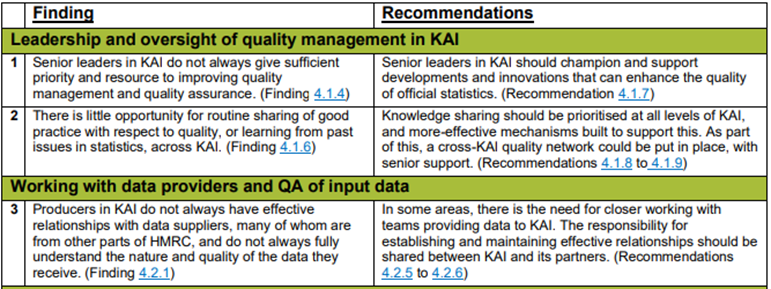 Finding
Recommendations
Leadership and oversight of quality management in KAI
1
Senior leaders in KAI do not always give sufficient
priority and resource to improving quality
management and quality assurance. (Finding 4.1.4)
Senior leaders in KAI should champion and support
developments and innovations that can enhance the quality
of official statistics. (Recommendation 4.1.7)
2
There is little opportunity for routine sharing of good
practice with respect to quality, or learning from past
issues in statistics, across KAI. (Finding 4.1.6)
Knowledge sharing should be prioritised at all levels of KAI,
and more-effective mechanisms built to support this. As part
of this, a cross-KAI quality network could be put in place, with
senior support. (Recommendations 4.1.8 to 4.1.9)
Working with data providers and QA of input data
3
Producers in KAI do not always have effective
relationships with data suppliers, many of whom are
from other parts of HMRC, and do not always fully
understand the nature and quality of the data they
receive. (Finding 4.2.1)
In some areas, there is the need for closer working with
teams providing data to KAI. The responsibility for
establishing and maintaining effective relationships should be
shared between KAI and its partners. (Recommendations
4.2.5 to 4.2.6)